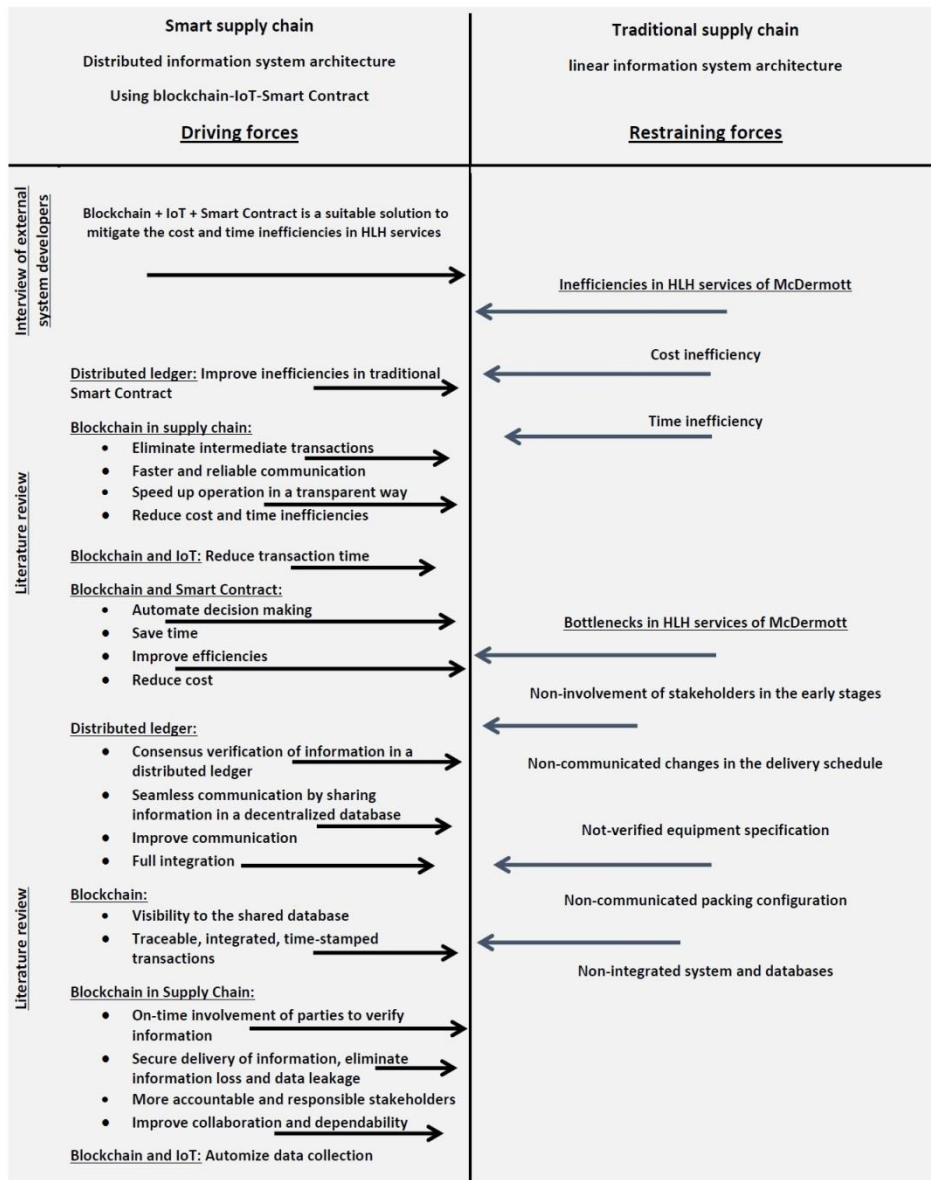 Smart supply chain
Distributed information system architecture
Using blockchain-IoT-Smart Contract
Driving forces
Traditional supply chain
linear information system architecture
Restraining forces
Interview of external
system developers
Blockchain + IoT + Smart Contract is a suitable solution to
mitigate the cost and time inefficiencies in HLH services
Literature review
Distributed ledger: Improve inefficiencies in traditional
Smart Contract
Blockchain in supply chain:
• Eliminate intermediate transactions
• Faster and reliable communication
• Speed up operation in a transparent way
• Reduce cost and time inefficiencies
Blockchain and IoT: Reduce transaction time
Blockchain and Smart Contract:
• Automate decision making
• Save time
• Improve efficiencies
• Reduce cost
Literature review
Distributed ledger:
• Consensus verification of information in a
distributed ledger
• Seamless communication by sharing
information in a decentralized database
• Improve communication
• Full integration
Blockchain:
• Visibility to the shared database
• Traceable, integrated, time-stamped
transactions
Blockchain in Supply Chain:
• On-time involvement of parties to verify
information
• Secure delivery of information, eliminate
information loss and data leakage
• More accountable and responsible stakeholders
• Improve collaboration and dependability
Blockchain and IoT: Automize data collection
Inefficiencies in HLH services of McDermott
Cost inefficiency
Time inefficiency
Bottlenecks in HLH services of McDermott
Non-involvement of stakeholders in the early stages
Non-communicated changes in the delivery schedule
Not-verified equipment specification
Non-communicated packing configuration
Non-integrated system and databases